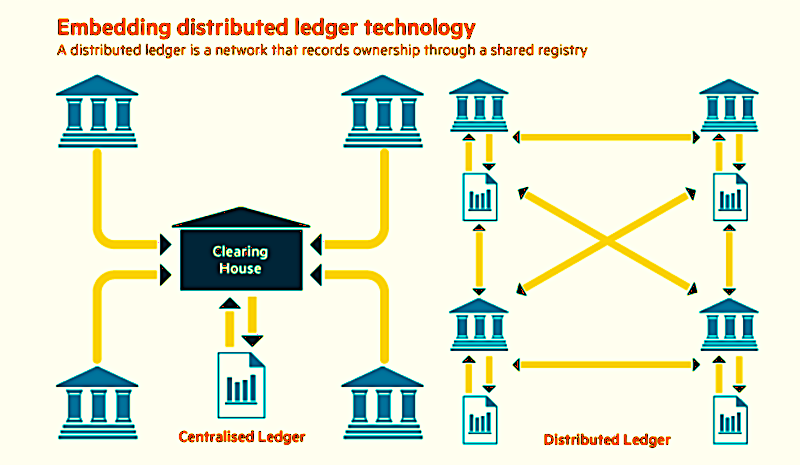 Embedding distributed ledger technology
A distributed ledger is a network that records ownership through a shared registry
Clearing
House
Centralised Ledger
Distributed Ledger